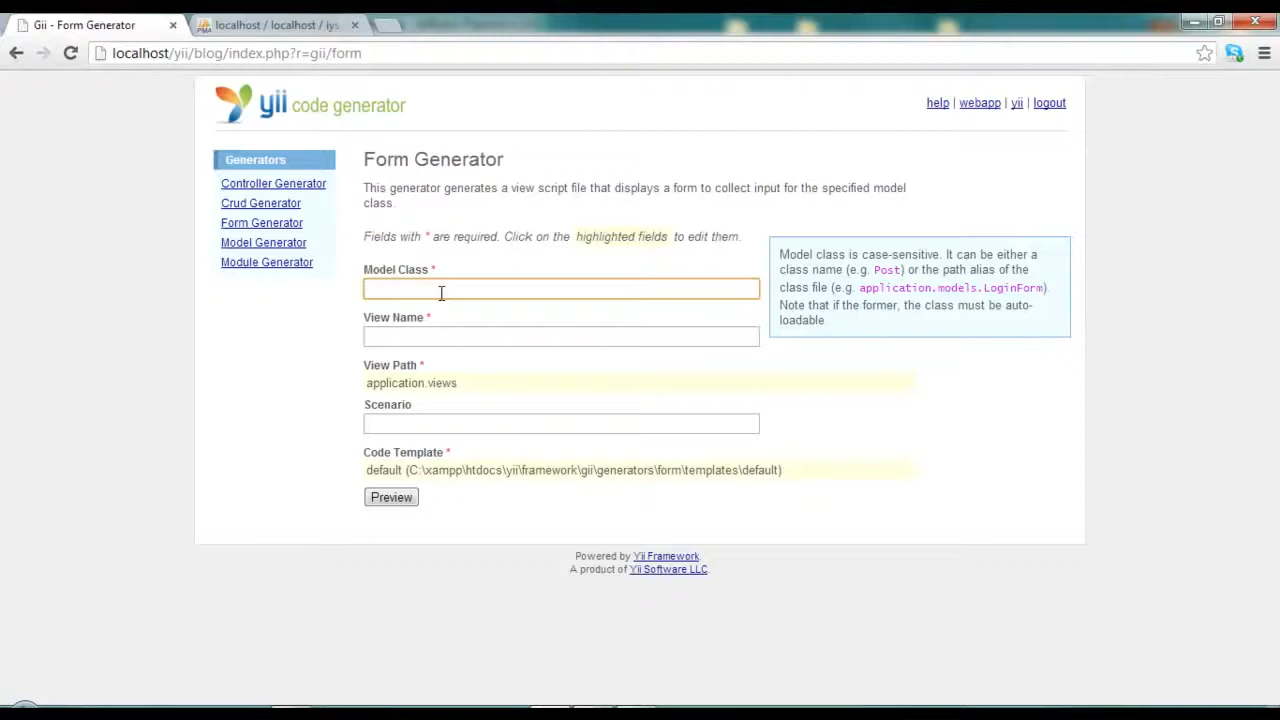 Gii - Form Generator
localhost / localhost / iys
localhost/yii/blog/index.php?r=gii/form
yii code generator
help | webapp | yii | logout
Generators
Controller Generator
Crud Generator
Form Generator
Model Generator
Module Generator
Form Generator
This generator generates a view script file that displays a form to collect input for the specified model
class.
Fields with * are required. Click on the highlighted fields to edit them.
Model Class *
Model class is case-sensitive. It can be either a
class name (e.g. Post) or the path alias of the
class file (e.g. application.models.LoginForm).
Note that if the former, the class must be auto-
loadable.
View Name *
View Path *
application.views
Scenario
Code Template *
default (C:\xampp\htdocs\yii\framework\gii\generators\form\templates\default)
Preview
Powered by Yii Framework.
A product of Yii Software LLC.